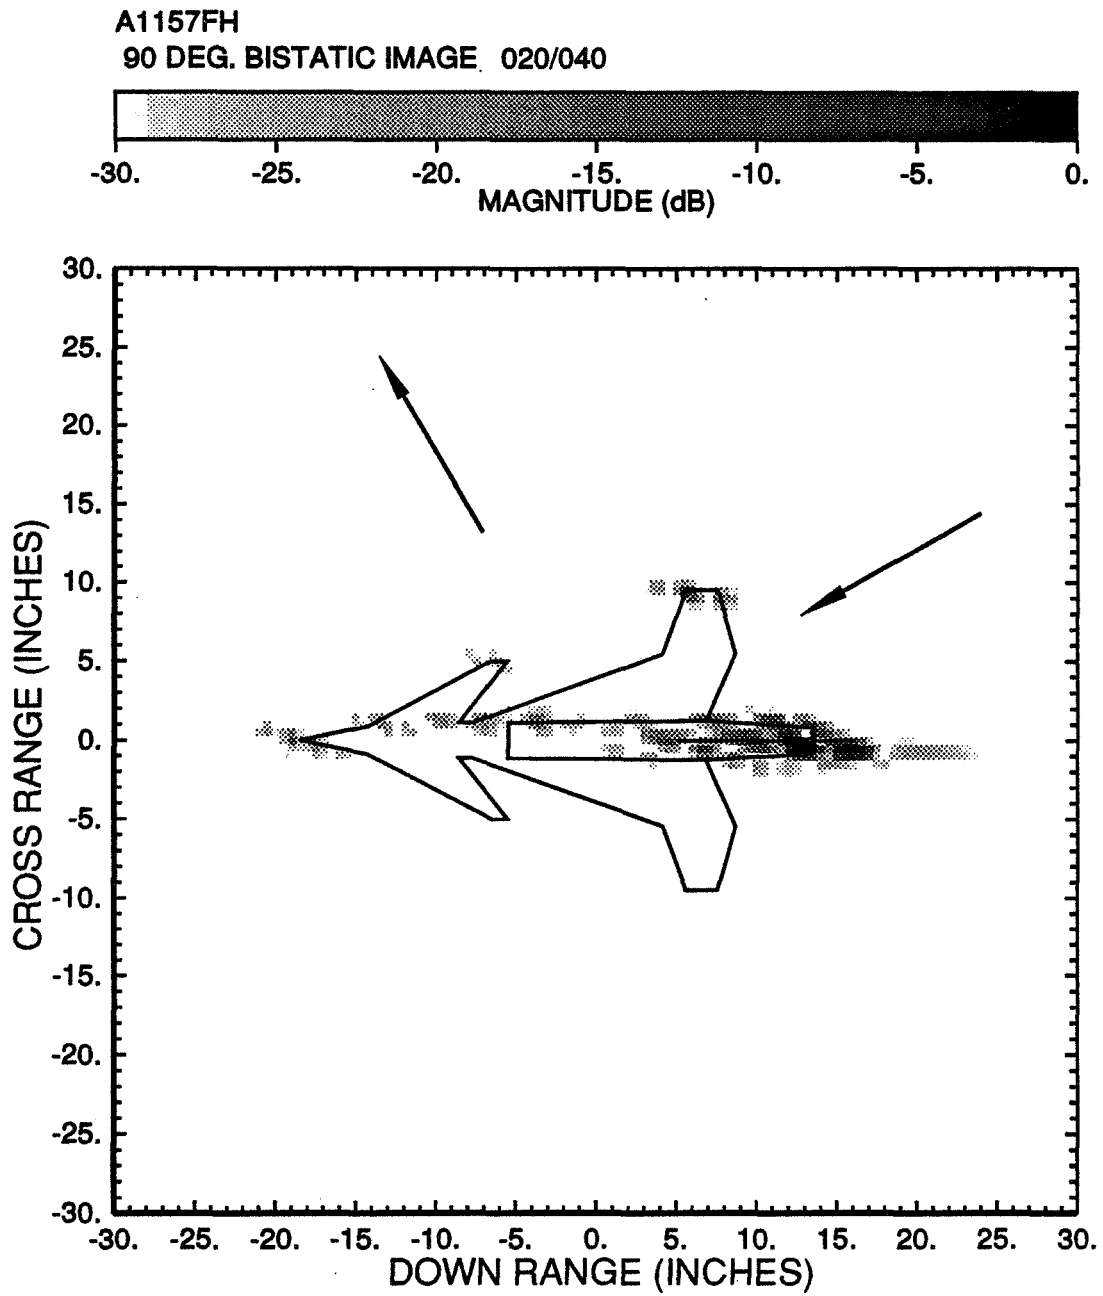 A1157FH
90 DEG. BISTATIC IMAGE 020/040
-30. -25. -20. -15. -10. -5. 0.
MAGNITUDE (dB)
30.
25.
20.
15.
10.
5.
0.
-5.
-10.
-15.
-20.
-25.
-30.
CROSS RANGE (INCHES)
-30. -25. -20. -15. -10. -5. 0. 5. 10. 15. 20. 25. 30.
DOWN RANGE (INCHES)